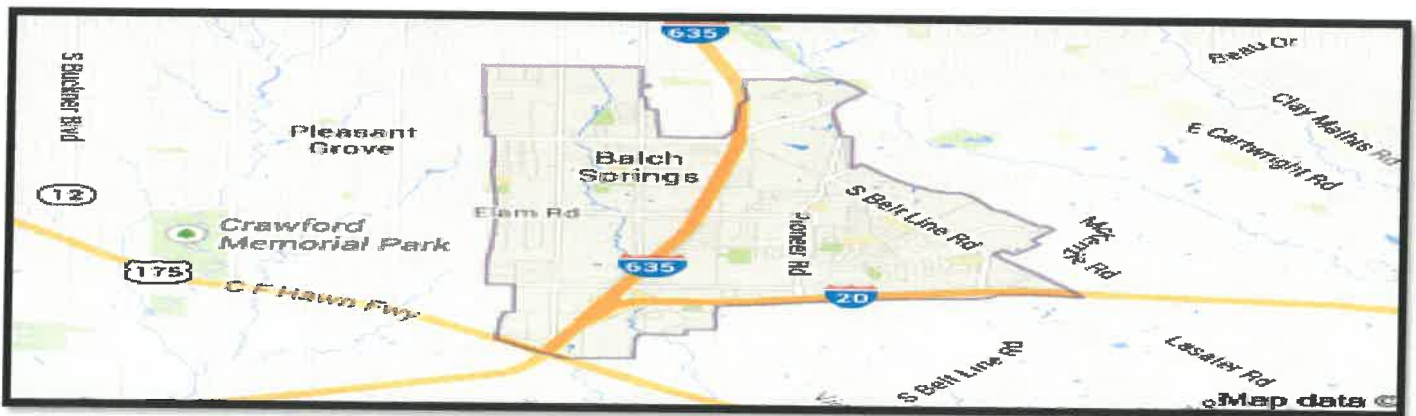 635
S Buckner Blvd
Beau Dr
Clay Mathis Rd
E Cartwright Rd
Pleasant
Grove
Balch
Springs
12
Elam Rd
S Belt Line Rd
Pioneer Rd
Rd
Crawford
Memorial Park
175
635
C F Hawn Fwy
20
S Belt Line Rd
Lasater Rd
Map data ©